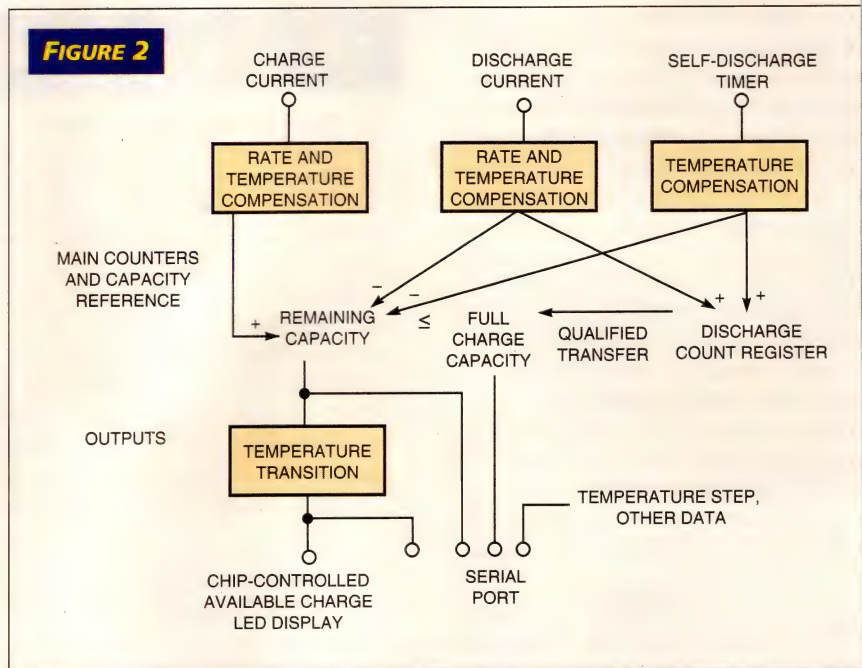 FIGURE 2
CHARGE
CURRENT
DISCHARGE
CURRENT
SELF-DISCHARGE
TIMER
RATE AND
TEMPERATURE
COMPENSATION
RATE AND
TEMPERATURE
COMPENSATION
TEMPERATURE
COMPENSATION
MAIN COUNTERS
AND CAPACITY
REFERENCE
+
REMAINING
CAPACITY
−
−
≤
FULL
CHARGE
CAPACITY
QUALIFIED
TRANSFER
+
+
DISCHARGE
COUNT REGISTER
OUTPUTS
TEMPERATURE
TRANSITION
TEMPERATURE STEP,
OTHER DATA
CHIP-CONTROLLED
AVAILABLE CHARGE
LED DISPLAY
SERIAL
PORT